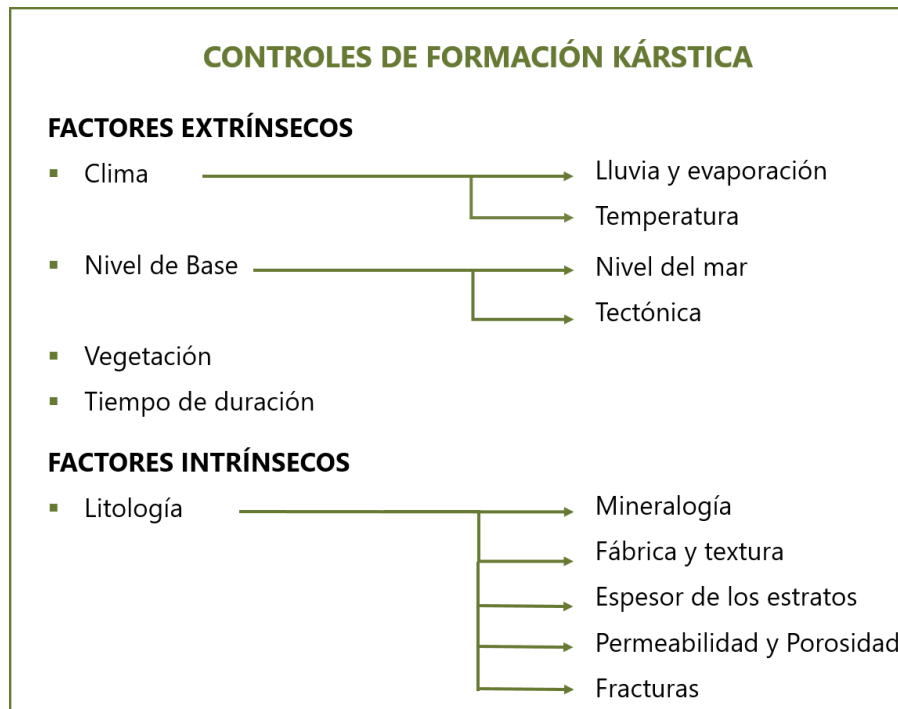 CONTROLES DE FORMACIÓN KÁRSTICA
FACTORES EXTRÍNSECOS
▪ Clima
Lluvia y evaporación
Temperatura
▪ Nivel de Base
Nivel del mar
Tectónica
▪ Vegetación
▪ Tiempo de duración
FACTORES INTRÍNSECOS
▪ Litología
Mineralogía
Fábrica y textura
Espesor de los estratos
Permeabilidad y Porosidad
Fracturas